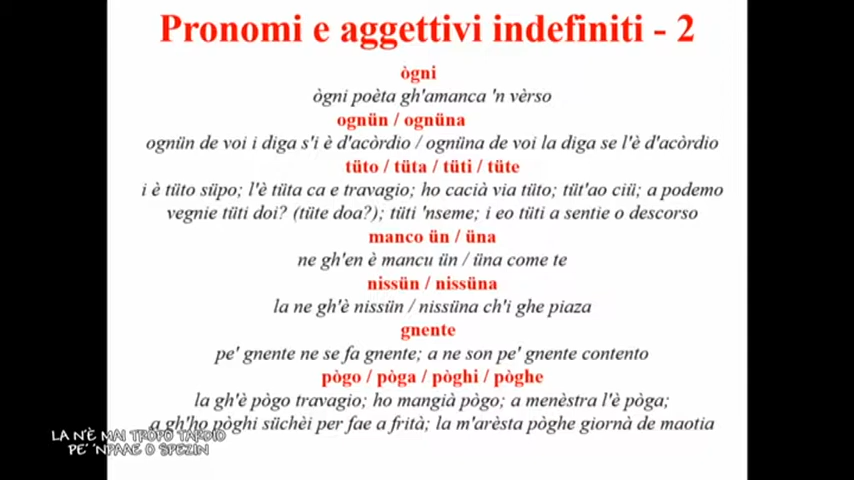 Pronomi e aggettivi indefiniti - 2
ògni
ògni poèta gh'amanca 'n vèrso
ognün / ognüna
ognün de voi i diga s'i è d'acòrdio / ognüna de voi la diga se l'è d'acòrdio
tüto / tüta / tüti / tüte
i è tüto süpo; l'è tüta ca e travagio; ho cacià via tüto; tüt'ao ciü; a podemo
vegnie tüti doi? (tüte doa?); tüti 'nseme; i eo tüti a sentie o descorso
manco ün / üna
ne gh'en è mancu ün / üna come te
nissün / nissüna
la ne gh'è nissün / nissüna ch'i ghe piaza
gnente
pe' gnente ne se fa gnente; a ne son pe' gnente contento
pògo / pòga / pòghi / pòghe
la gh'è pògo travagio; ho mangià pògo; a menèstra l'è pòga;
a gh'ho pòghi süchèi per fae a frità; la m'arèsta pòghe giornà de maotia
LA N'È MAI TROPO TARDIO
PE' 'NPAAE O SPEZIN